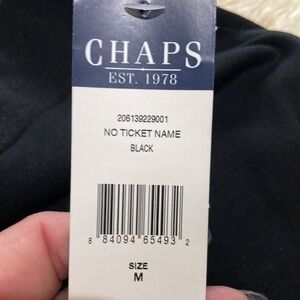 CHAPS
EST. 1978
206139229001
NO TICKET NAME
BLACK
8 84094 65493 2
SIZE
M